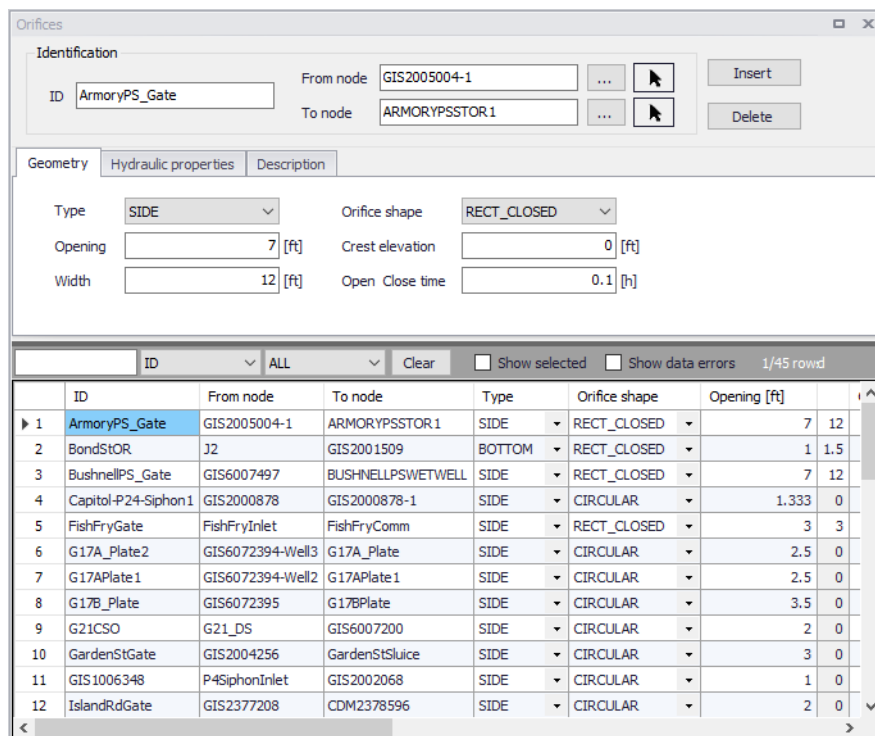 Orifices
Identification
ID ArmoryPS_Gate From node GIS2005004-1 ... Insert
To node ARMORYPSSTOR1 ... Delete
Geometry Hydraulic properties Description
Type SIDE Orifice shape RECT_CLOSED
Opening 7 [ft] Crest elevation 0 [ft]
Width 12 [ft] Open Close time 0.1 [h]
ID ALL Clear Show selected Show data errors 1/45 rows
ID From node To node Type Orifice shape Opening [ft]
1 ArmoryPS_Gate GIS2005004-1 ARMORYPSSTOR1 SIDE RECT_CLOSED 7 12
2 BondStOR J2 GIS2001509 BOTTOM RECT_CLOSED 1 1.5
3 BushnellPS_Gate GIS6007497 BUSHNELLPSWETWELL SIDE RECT_CLOSED 7 12
4 Capitol-P24-Siphon1 GIS2000878 GIS2000878-1 SIDE CIRCULAR 1.333 0
5 FishFryGate FishFryInlet FishFryComm SIDE RECT_CLOSED 3 3
6 G17A_Plate2 GIS6072394-Well3 G17A_Plate SIDE CIRCULAR 2.5 0
7 G17APlate1 GIS6072394-Well2 G17APlate1 SIDE CIRCULAR 2.5 0
8 G17B_Plate GIS6072395 G17BPlate SIDE CIRCULAR 3.5 0
9 G21CSO G21_DS GIS6007200 SIDE CIRCULAR 2 0
10 GardenStGate GIS2004256 GardenStSluice SIDE CIRCULAR 3 0
11 GIS1006348 P4SiphonInlet GIS2002068 SIDE CIRCULAR 1 0
12 IslandRdGate GIS2377208 CDM2378596 SIDE CIRCULAR 2 0